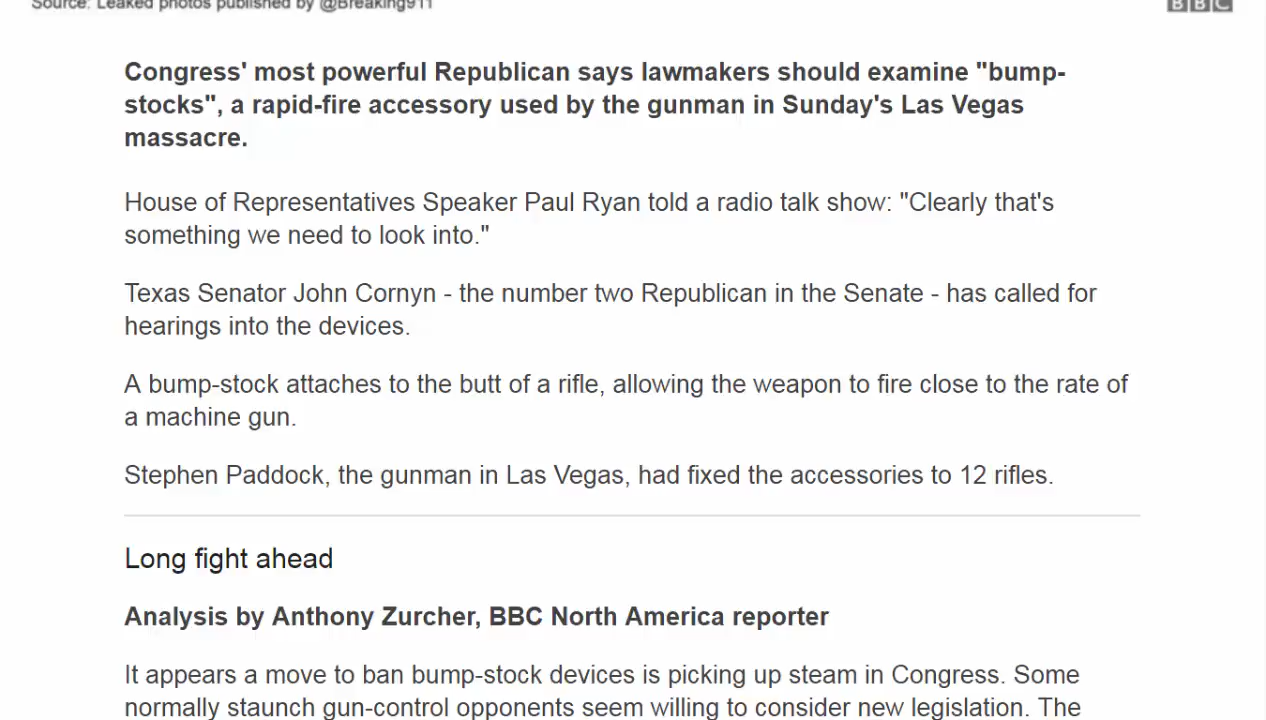 Source: Leaked photos published by @Breaking911
BBC
Congress' most powerful Republican says lawmakers should examine "bump-
stocks", a rapid-fire accessory used by the gunman in Sunday's Las Vegas
massacre.
House of Representatives Speaker Paul Ryan told a radio talk show: "Clearly that's
something we need to look into."
Texas Senator John Cornyn - the number two Republican in the Senate - has called for
hearings into the devices.
A bump-stock attaches to the butt of a rifle, allowing the weapon to fire close to the rate of
a machine gun.
Stephen Paddock, the gunman in Las Vegas, had fixed the accessories to 12 rifles.
Long fight ahead
Analysis by Anthony Zurcher, BBC North America reporter
It appears a move to ban bump-stock devices is picking up steam in Congress. Some
normally staunch gun-control opponents seem willing to consider new legislation. The